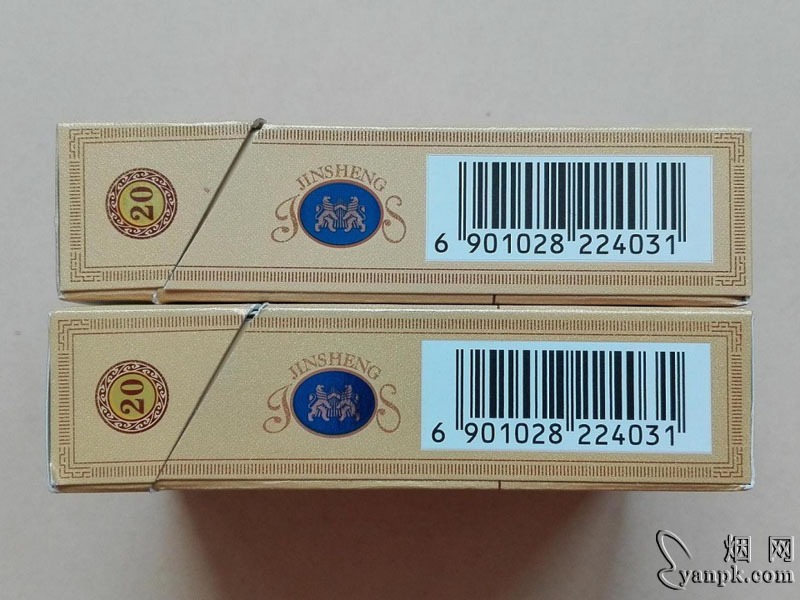 20
JINSHENG
J S
6 901028 224031
20
JINSHENG
J S
6 901028 224031
烟网
yanpk.com